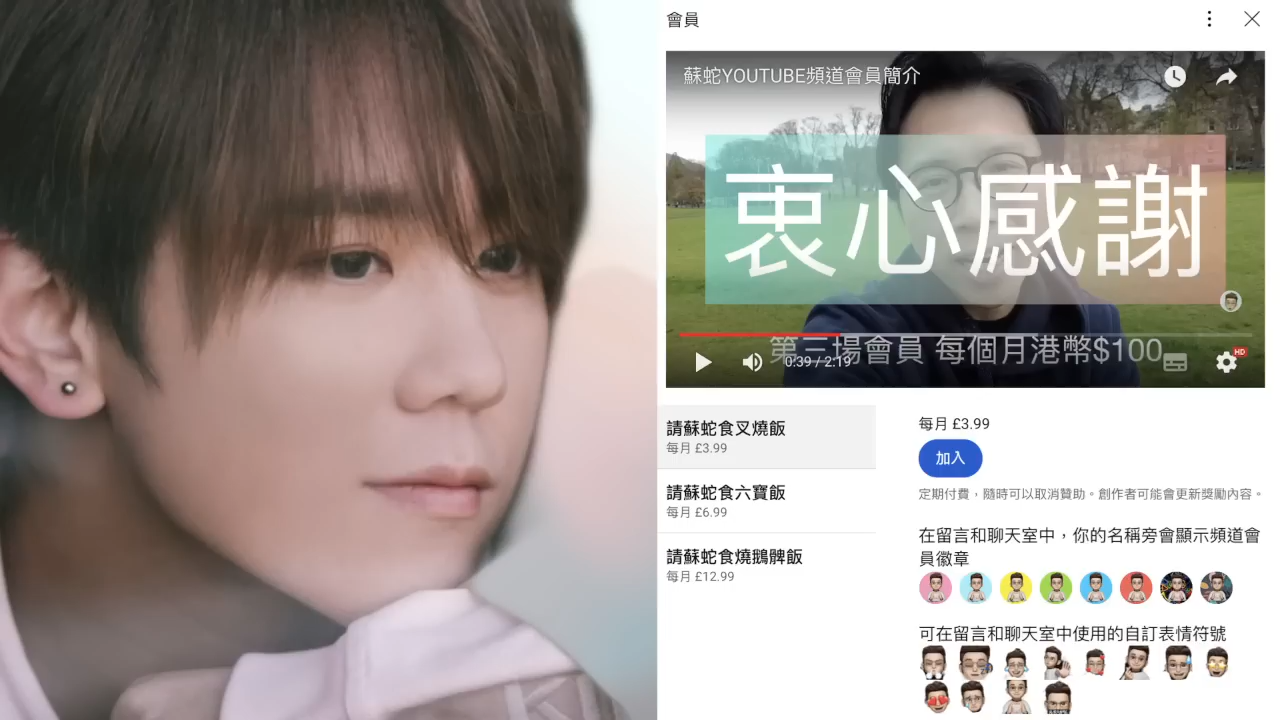 會員
蘇蛇YOUTUBE頻道會員簡介
衷心感謝
第三場會員 每個月港幣$100
0:39 / 2:19
HD
請蘇蛇食叉燒飯
每月 £3.99
請蘇蛇食六寶飯
每月 £6.99
請蘇蛇食燒鵝髀飯
每月 £12.99
每月 £3.99
加入
定期付費，隨時可以取消贊助。創作者可能會更新獎勵內容。
在留言和聊天室中，你的名稱旁會顯示頻道會
員徽章
可在留言和聊天室中使用的自訂表情符號